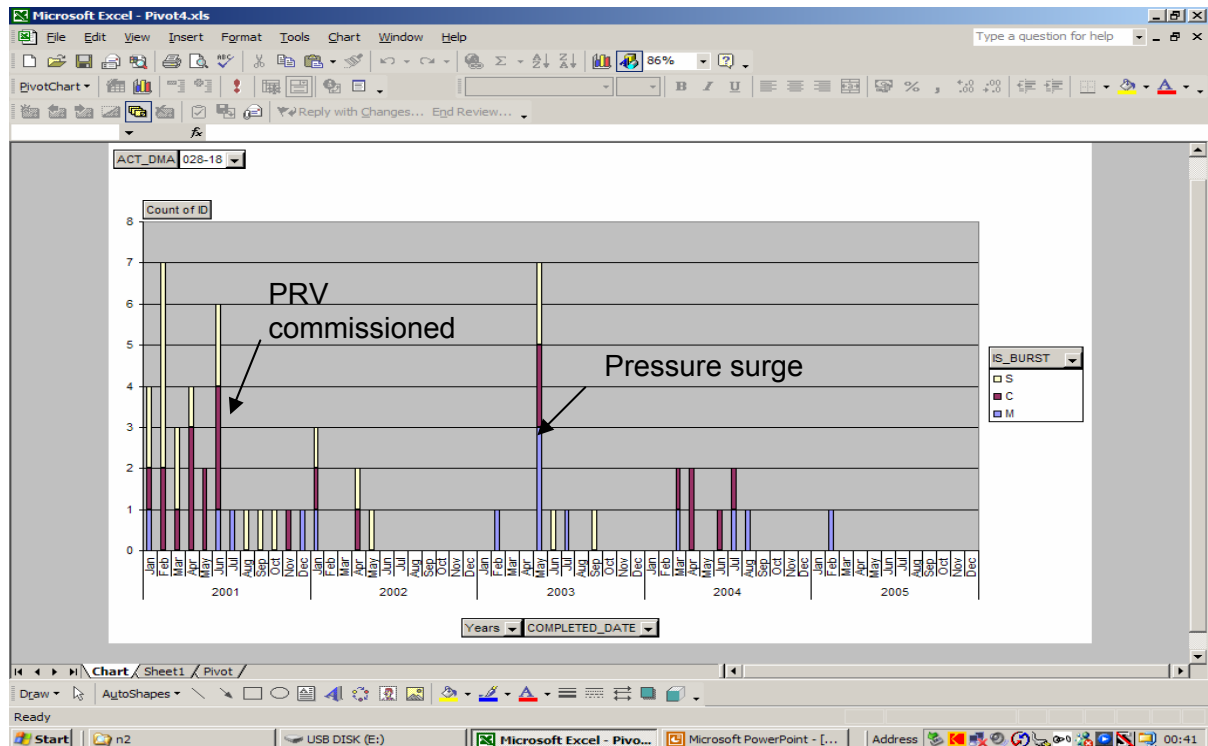 Microsoft Excel - Pivot4.xls
File Edit View Insert Format Tools Chart Window Help
Type a question for help
86%
PivotChart
B I U
Reply with Changes... End Review...
fx
ACT_DMA 028-18
Count of ID
8
7
6
5
4
3
2
1
0
PRV
commissioned
Pressure surge
IS_BURST
S
C
M
Jan Feb Mar Apr May Jun Jul Aug Sep Oct Nov Dec Jan Feb Mar Apr May Jun Jul Aug Sep Oct Nov Dec Jan Feb Mar Apr May Jun Jul Aug Sep Oct Nov Dec Jan Feb Mar Apr May Jun Jul Aug Sep Oct Nov Dec Jan Feb Mar Apr May Jun Jul Aug Sep Oct Nov Dec
2001 2002 2003 2004 2005
Years COMPLETED_DATE
Chart Sheet1 Pivot
Draw AutoShapes
Ready
Start n2 USB DISK (E:) Microsoft Excel - Pivo... Microsoft PowerPoint - [... Address 00:41